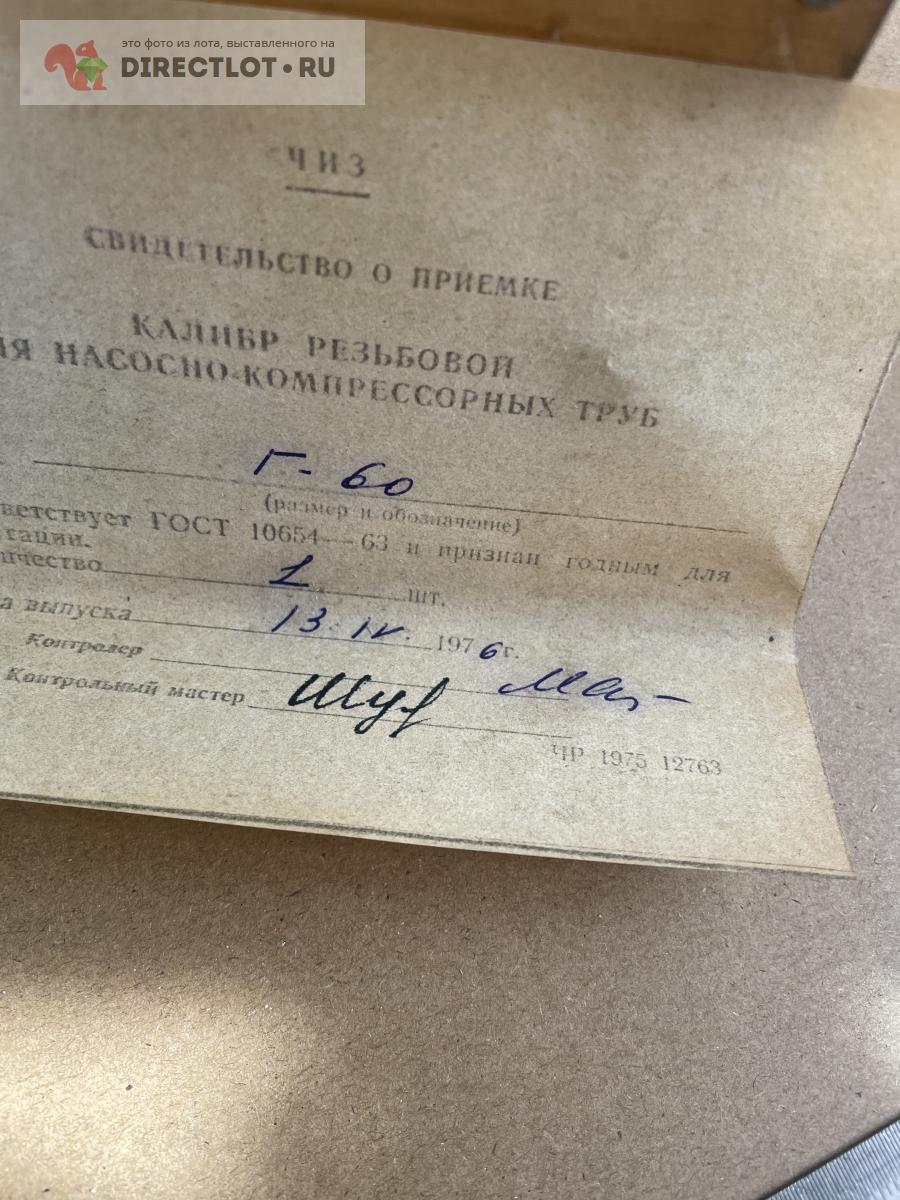 это фото из лота, выставленного на
DIRECTLOT.RU
ЧИЗ
СВИДЕТЕЛЬСТВО О ПРИЕМКЕ
КАЛИБР РЕЗЬБОВОЙ
ЛЯ НАСОСНО-КОМПРЕССОРНЫХ ТРУБ
Г-60
(размер и обозначение)
ветствует ГОСТ 10654—63 и признан годным для
тации.
ичество 1 шт.
а выпуска 13.IV. 1976 г.
Контролер
Контрольный мастер
ЧР 1975 12763